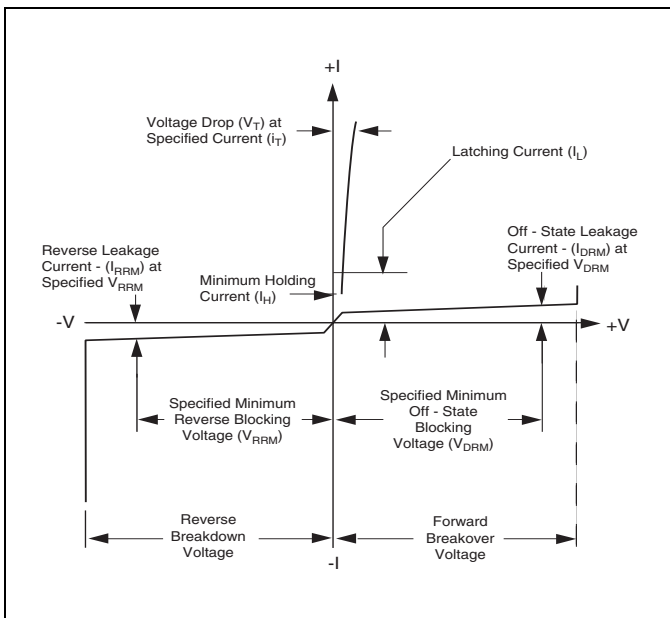 +I
Voltage Drop (VT) at
Specified Current (iT)
Latching Current (IL)
Reverse Leakage
Current - (IRRM) at
Specified VRRM
Off - State Leakage
Current - (IDRM) at
Specified VDRM
Minimum Holding
Current (IH)
-V
+V
Specified Minimum
Reverse Blocking
Voltage (VRRM)
Specified Minimum
Off - State
Blocking
Voltage (VDRM)
Reverse
Breakdown
Voltage
Forward
Breakover
Voltage
-I